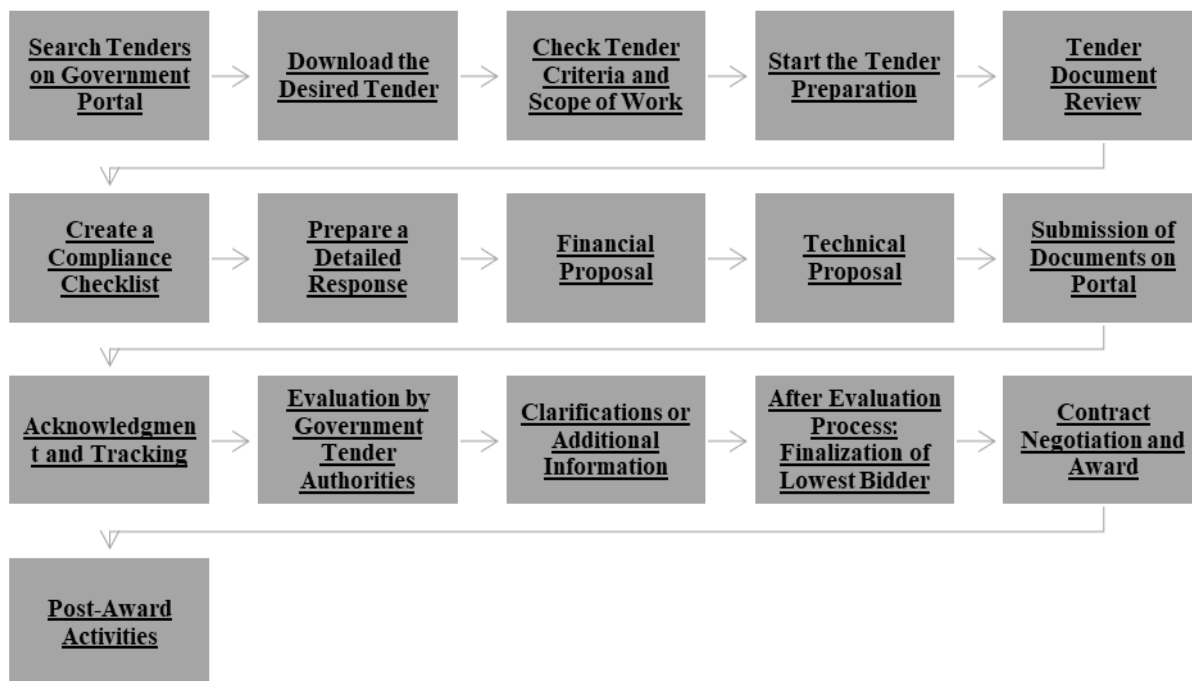 Search Tenders
on Government
Portal
Download the
Desired Tender
Check Tender
Criteria and
Scope of Work
Start the Tender
Preparation
Tender
Document
Review
Create a
Compliance
Checklist
Prepare a
Detailed
Response
Financial
Proposal
Technical
Proposal
Submission of
Documents on
Portal
Acknowledgmen
t and Tracking
Evaluation by
Government
Tender
Authorities
Clarifications or
Additional
Information
After Evaluation
Process:
Finalization of
Lowest Bidder
Contract
Negotiation and
Award
Post-Award
Activities